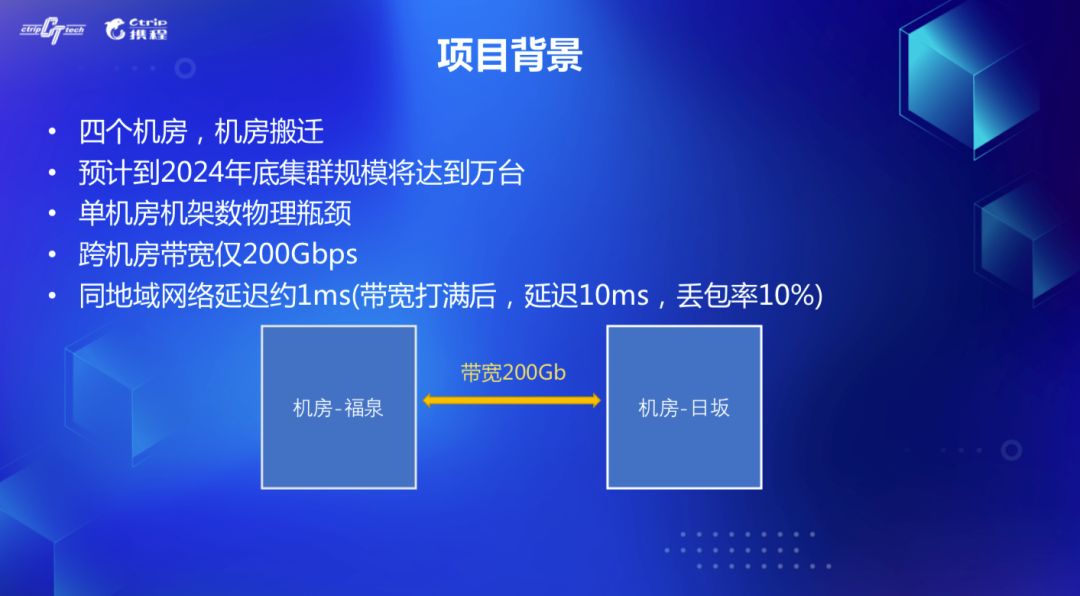 ctrip tech
Ctrip
携程
项目背景
• 四个机房，机房搬迁
• 预计到2024年底集群规模将达到万台
• 单机房机架数物理瓶颈
• 跨机房带宽仅200Gbps
• 同地域网络延迟约1ms(带宽打满后，延迟10ms，丢包率10%)
带宽200Gb
机房-福泉
机房-日坂